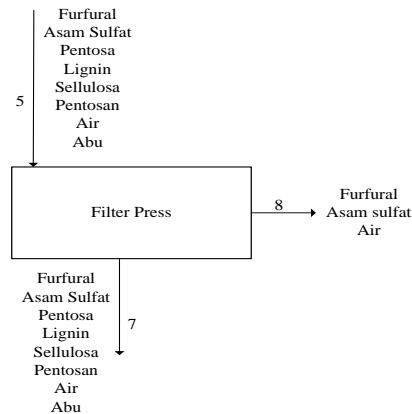 Furfural
Asam Sulfat
Pentosa
Lignin
Sellulosa
Pentosan
Air
Abu
5
Filter Press
8
Furfural
Asam sulfat
Air
Furfural
Asam Sulfat
Pentosa
Lignin
Sellulosa
Pentosan
Air
Abu
7